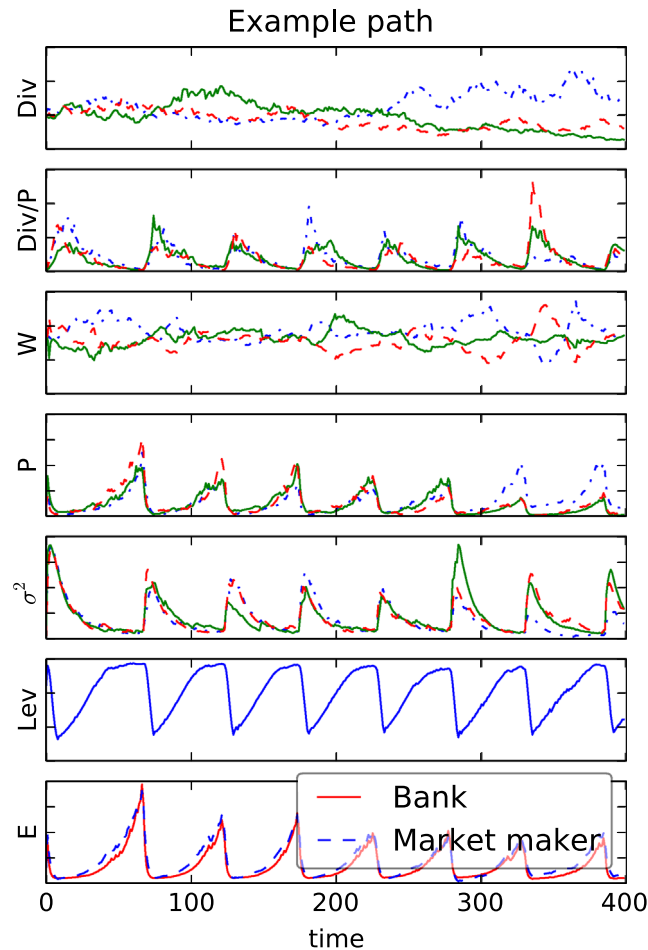 Example path
Div
Div/P
W
P
σ²
Lev
E
Bank
Market maker
0 100 200 300 400
time